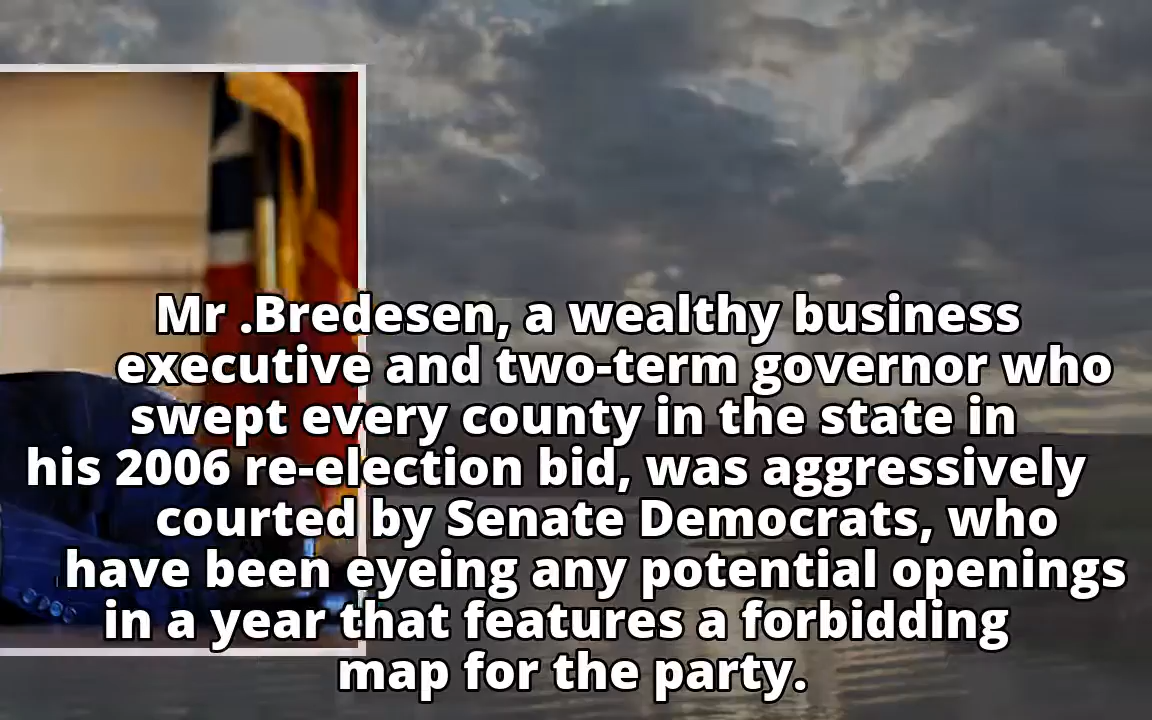 Mr .Bredesen, a wealthy business
executive and two-term governor who
swept every county in the state in
his 2006 re-election bid, was aggressively
courted by Senate Democrats, who
have been eyeing any potential openings
in a year that features a forbidding
map for the party.